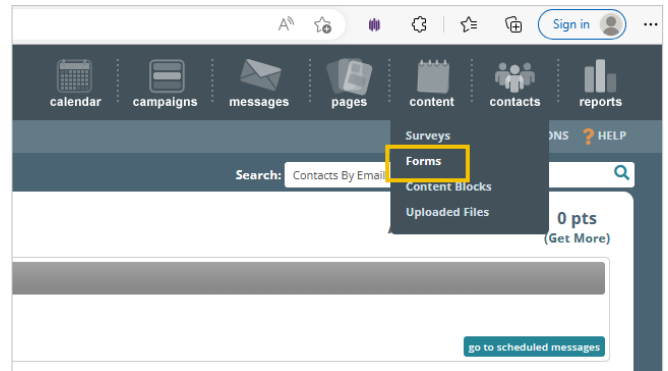 A
Sign in
calendar
campaigns
messages
pages
content
contacts
reports
Surveys
Forms
Content Blocks
Uploaded Files
ONS
? HELP
Search: Contacts By Email
0 pts
(Get More)
go to scheduled messages